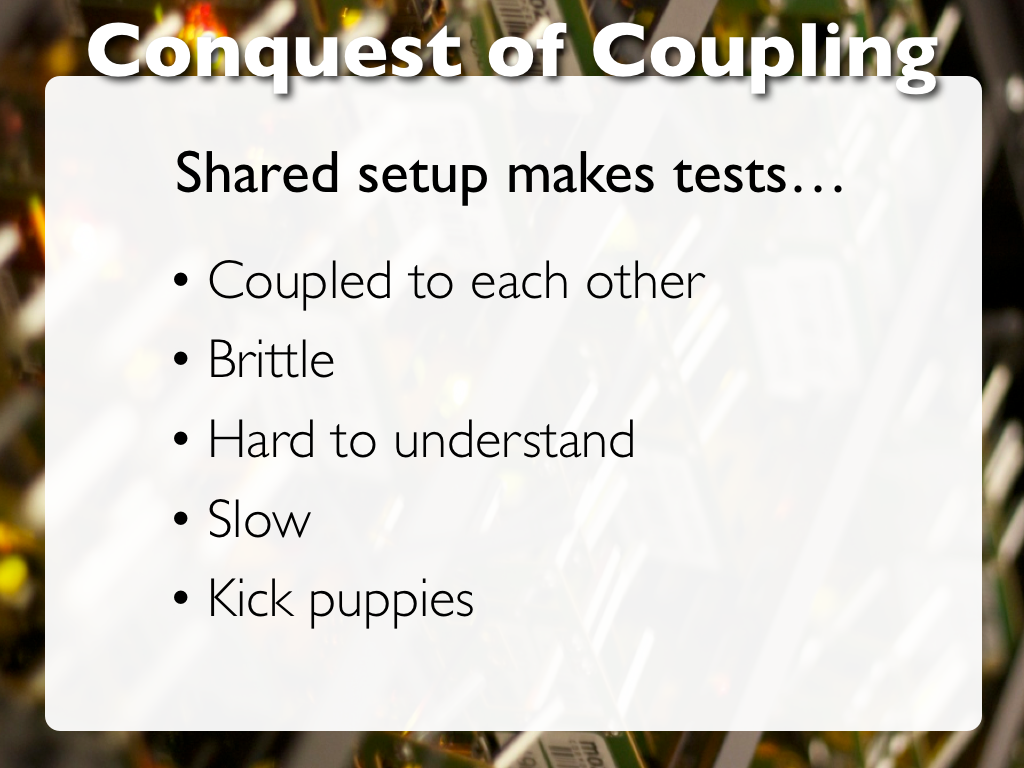 Conquest of Coupling
Shared setup makes tests…
• Coupled to each other
• Brittle
• Hard to understand
• Slow
• Kick puppies